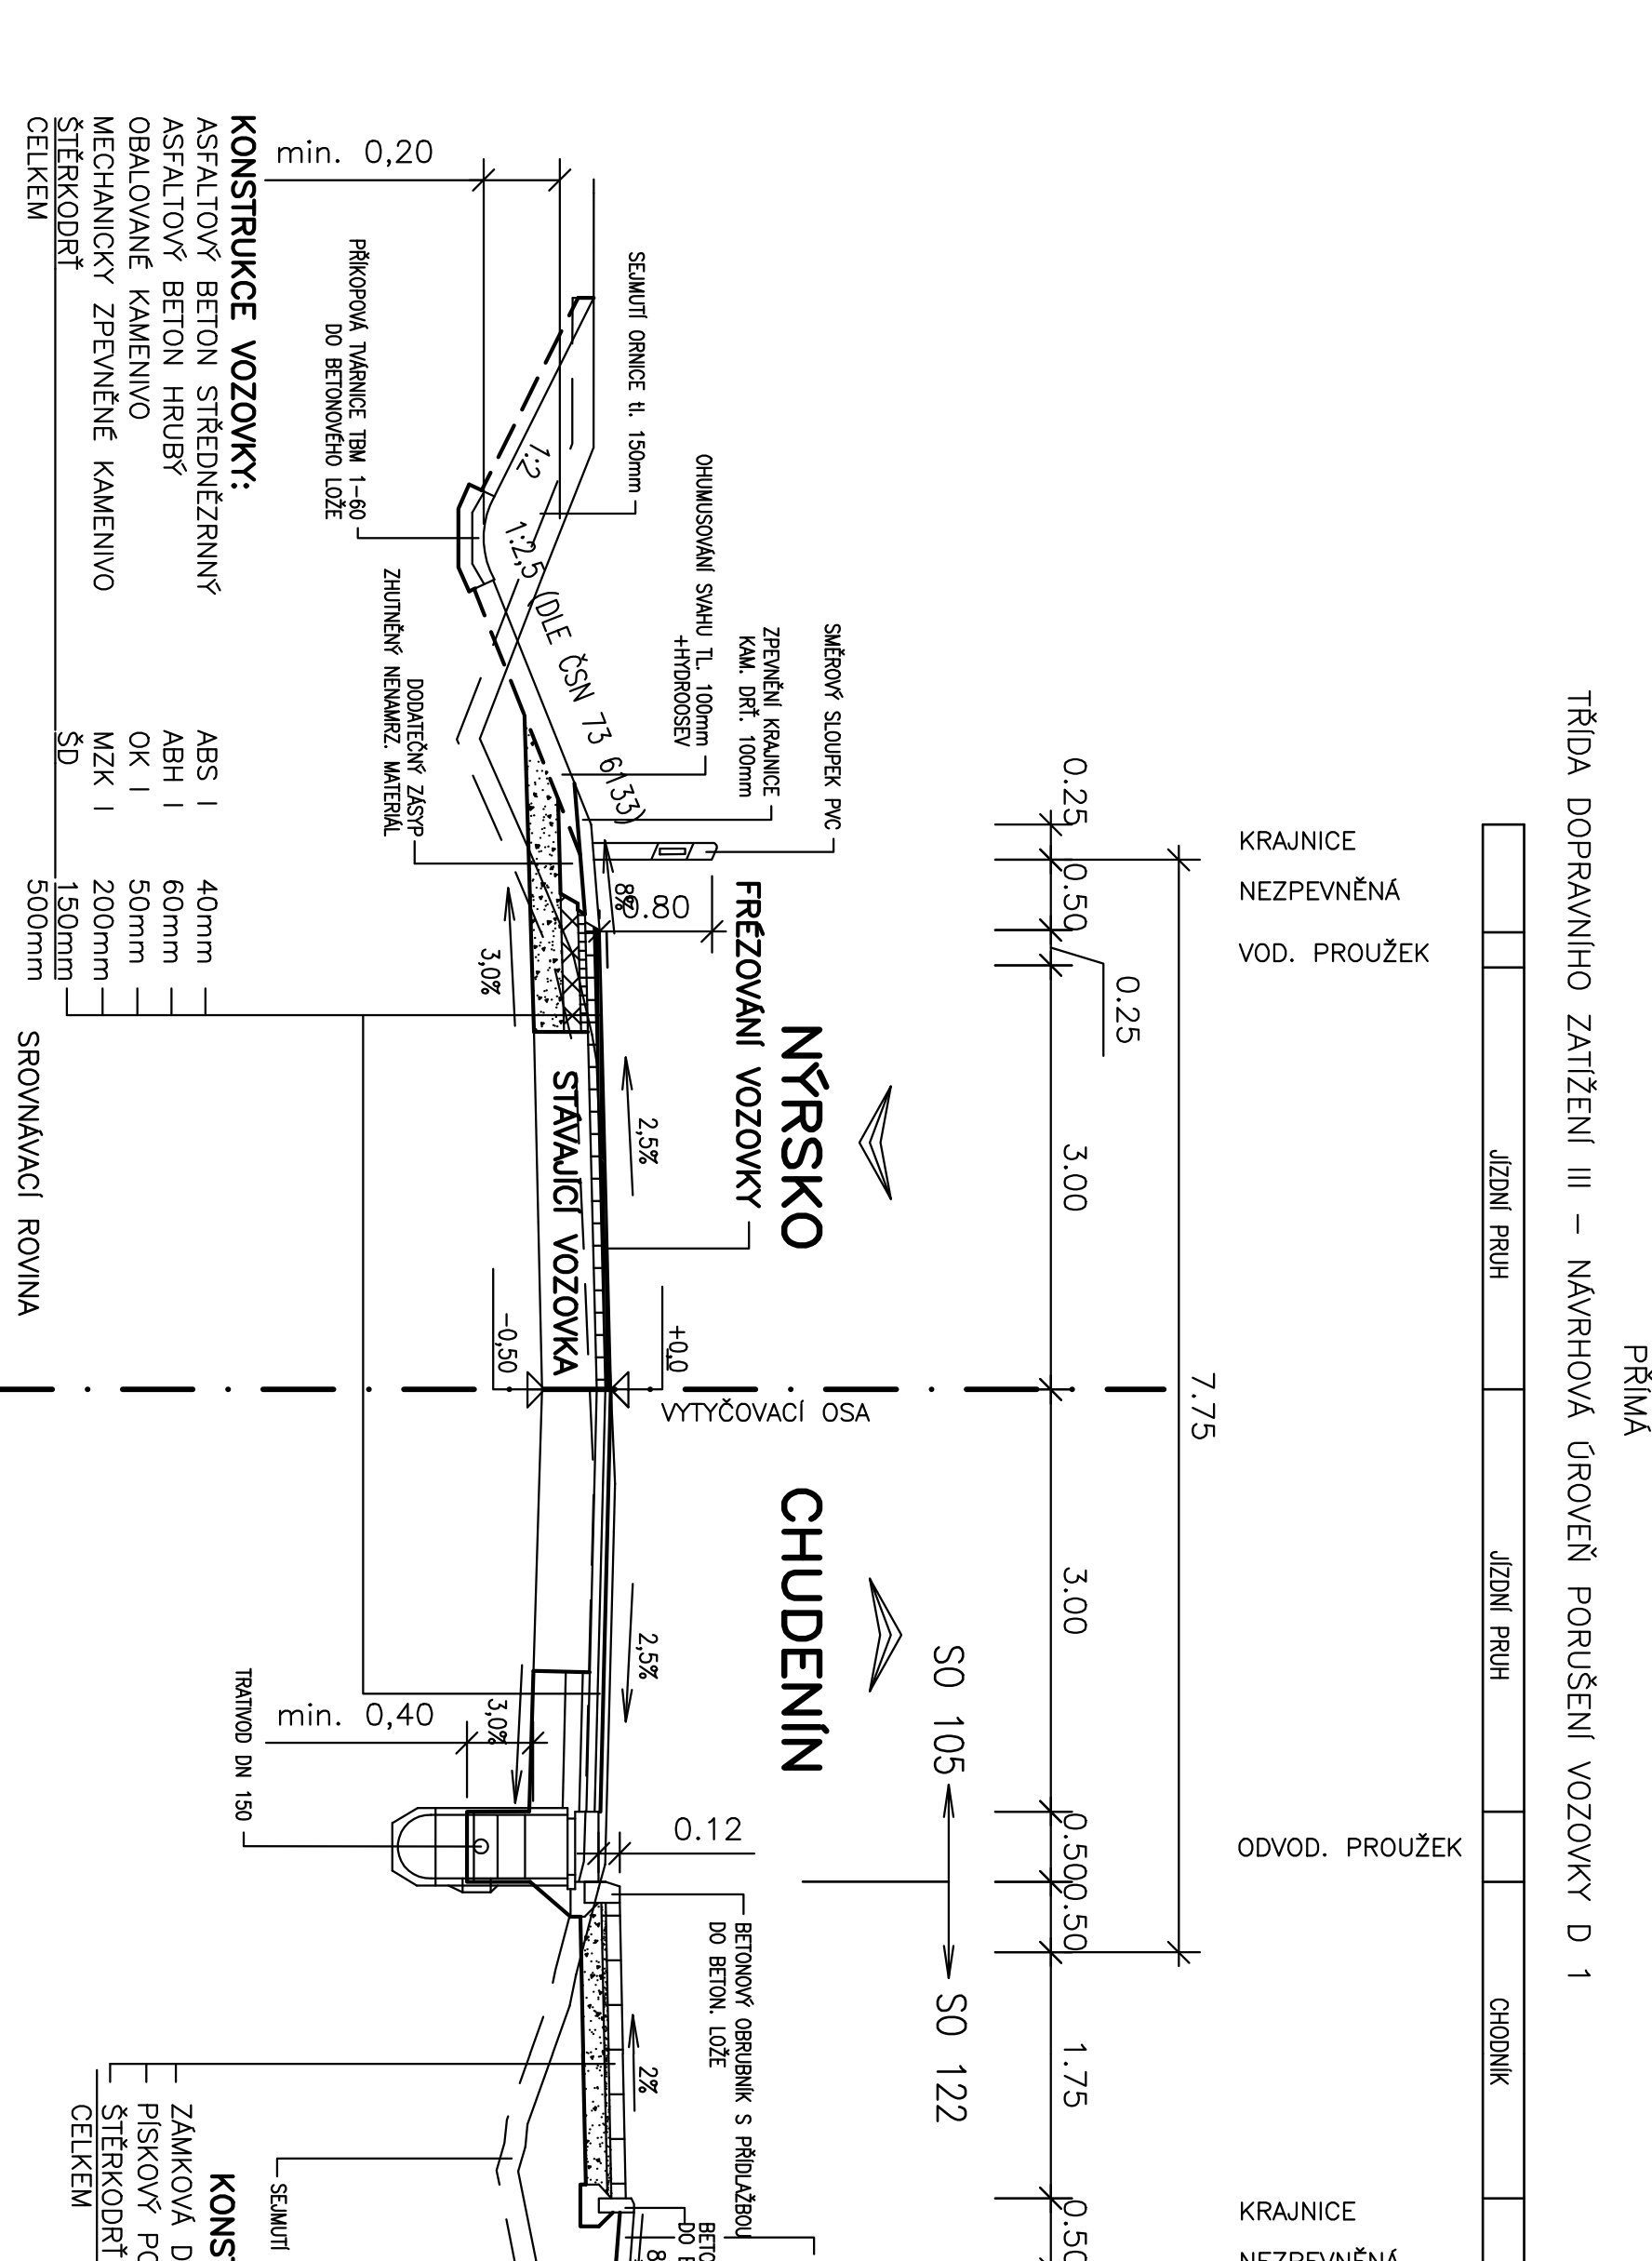 PŘÍMÁ
TŘÍDA DOPRAVNÍHO ZATÍŽENÍ III – NÁVRHOVÁ ÚROVEŇ PORUŠENÍ VOZOVKY D 1
JÍZDNÍ PRUH
JÍZDNÍ PRUH
CHODNÍK
KRAJNICE
NEZPEVNĚNÁ
VOD. PROUŽEK
ODVOD. PROUŽEK
KRAJNICE
NEZPEVNĚNÁ
7.75
0.25
0.25
0.50
3.00
3.00
0.50
0.50
1.75
0.50
SO 105
SO 122
NÝRSKO
CHUDENÍN
SMĚROVÝ SLOUPEK PVC
ZPEVNĚNÍ KRAJNICE
KAM. DRŤ. 100mm
OHUMUSOVÁNÍ SVAHU TL. 100mm
+HYDROOSEV
SEJMUTÍ ORNICE tl. 150mm
FRÉZOVÁNÍ VOZOVKY
VYTYČOVACÍ OSA
BETONOVÝ OBRUBNÍK S PŘÍDLAŽBOU
DO BETON. LOŽE
0.80
8%
+0,0
0.12
2,5%
2,5%
2%
1:2
1:2,5 (DLE ČSN 73 6133)
STÁVAJÍCÍ VOZOVKA
-0,50
3,0%
3,0%
min. 0,20
min. 0,40
DODATEČNÝ ZÁSYP
ZHUTNĚNÝ NENAMRZ. MATERIÁL
PŘÍKOPOVÁ TVÁRNICE TBM 1-60
DO BETONOVÉHO LOŽE
TRATIVOD DN 150
SEJMUTÍ
KONSTRUKCE VOZOVKY:
ASFALTOVÝ BETON STŘEDNĚZRNNÝ ABS I 40mm
ASFALTOVÝ BETON HRUBÝ ABH I 60mm
OBALOVANÉ KAMENIVO OK I 50mm
MECHANICKY ZPEVNĚNÉ KAMENIVO MZK I 200mm
ŠTĚRKODRŤ ŠD 150mm
CELKEM 500mm
SROVNÁVACÍ ROVINA
KONS
ZÁMKOVÁ D
PÍSKOVÝ PO
ŠTĚRKODRŤ
CELKEM